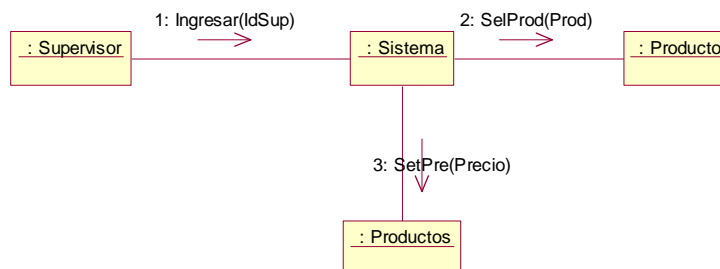 1: Ingresar(IdSup)
2: SelProd(Prod)
: Supervisor
: Sistema
: Producto
3: SetPre(Precio)
: Productos